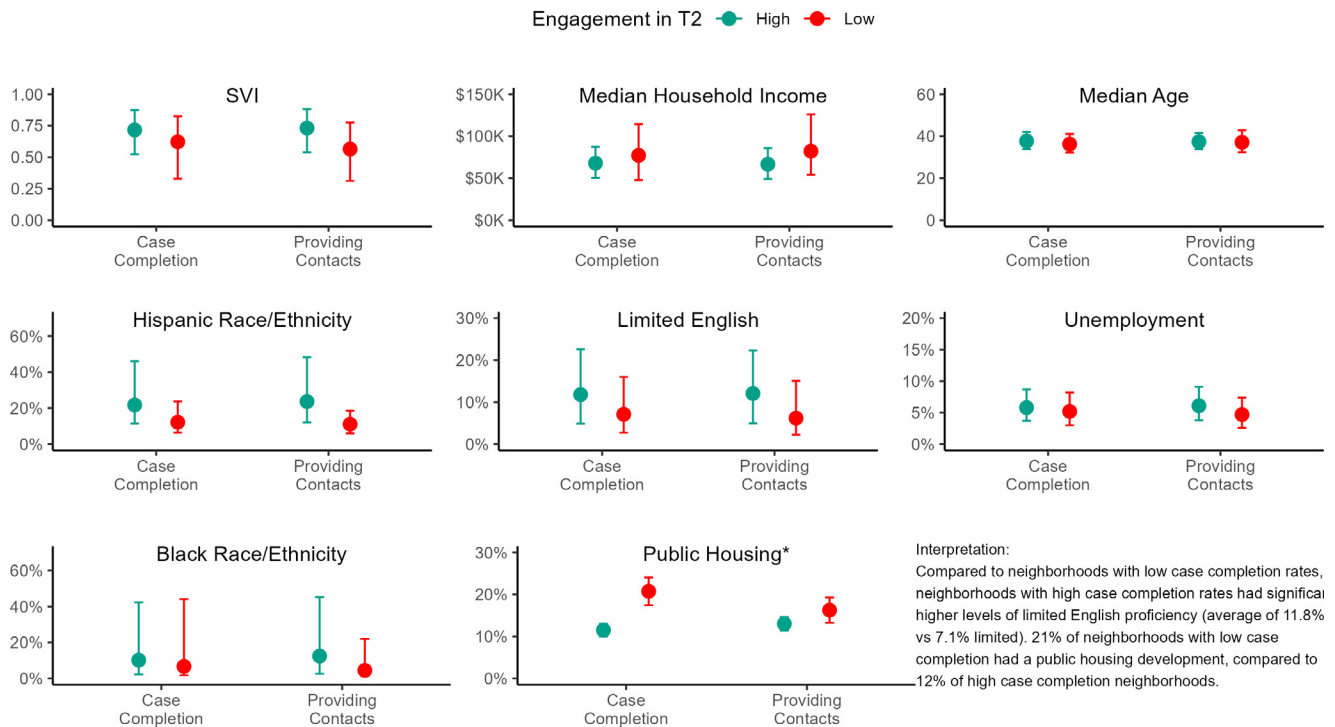 Engagement in T2 High Low
SVI
1.00
0.75
0.50
0.25
0.00
Case
Completion
Providing
Contacts
Median Household Income
$150K
$100K
$50K
$0K
Case
Completion
Providing
Contacts
Median Age
60
40
20
0
Case
Completion
Providing
Contacts
Hispanic Race/Ethnicity
60%
40%
20%
0%
Case
Completion
Providing
Contacts
Limited English
30%
20%
10%
0%
Case
Completion
Providing
Contacts
Unemployment
20%
15%
10%
5%
0%
Case
Completion
Providing
Contacts
Black Race/Ethnicity
60%
40%
20%
0%
Case
Completion
Providing
Contacts
Public Housing*
30%
20%
10%
0%
Case
Completion
Providing
Contacts
Interpretation:
Compared to neighborhoods with low case completion rates,
neighborhoods with high case completion rates had significan
higher levels of limited English proficiency (average of 11.8%
vs 7.1% limited). 21% of neighborhoods with low case
completion had a public housing development, compared to
12% of high case completion neighborhoods.